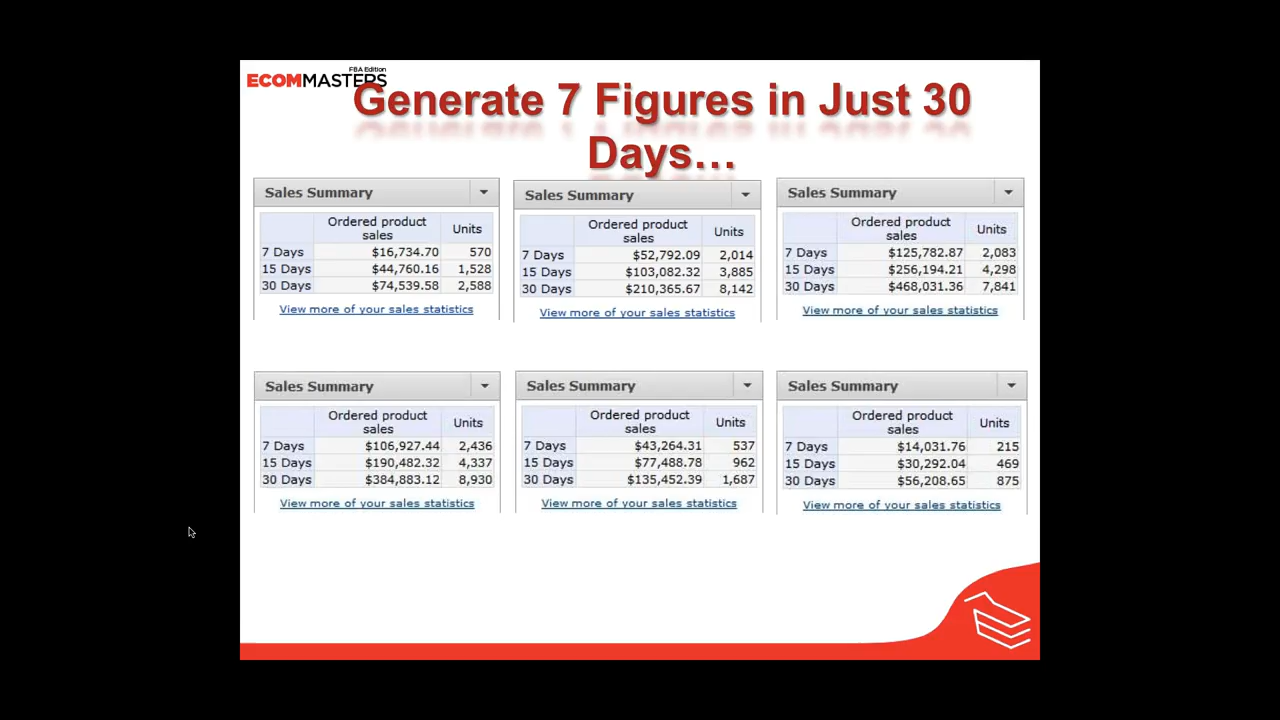 FBA Edition
ECOMMASTERS
Generate 7 Figures in Just 30
Days…
Sales Summary
Ordered product
sales Units
7 Days $16,734.70 570
15 Days $44,760.16 1,528
30 Days $74,539.58 2,588
View more of your sales statistics
Sales Summary
Ordered product
sales Units
7 Days $52,792.09 2,014
15 Days $103,082.32 3,885
30 Days $210,365.67 8,142
View more of your sales statistics
Sales Summary
Ordered product
sales Units
7 Days $125,782.87 2,083
15 Days $256,194.21 4,298
30 Days $468,031.36 7,841
View more of your sales statistics
Sales Summary
Ordered product
sales Units
7 Days $106,927.44 2,436
15 Days $190,482.32 4,337
30 Days $384,883.12 8,930
View more of your sales statistics
Sales Summary
Ordered product
sales Units
7 Days $43,264.31 537
15 Days $77,488.78 962
30 Days $135,452.39 1,687
View more of your sales statistics
Sales Summary
Ordered product
sales Units
7 Days $14,031.76 215
15 Days $30,292.04 469
30 Days $56,208.65 875
View more of your sales statistics